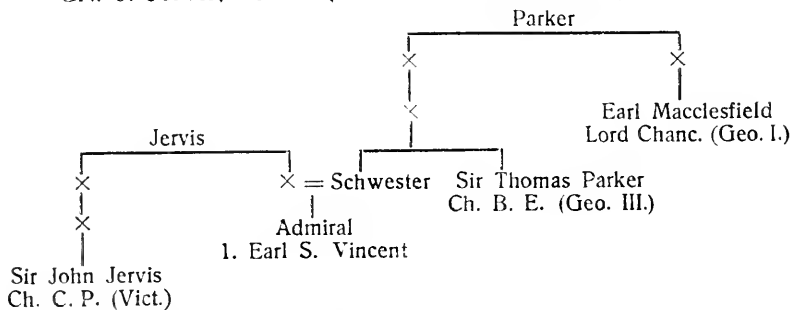 Parker
Earl Macclesfield
Lord Chanc. (Geo. I.)
Jervis
× = Schwester
Sir Thomas Parker
Ch. B. E. (Geo. III.)
Admiral
1. Earl S. Vincent
Sir John Jervis
Ch. C. P. (Vict.)